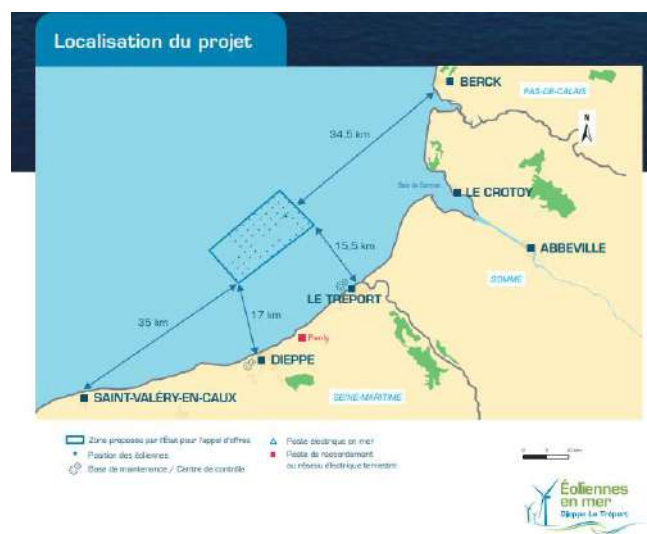 Localisation du projet
BERCK
PAS-DE-CALAIS
N
34,5 km
Baie de Somme
LE CROTOY
15,5 km
ABBEVILLE
SOMME
LE TRÉPORT
35 km
17 km
Penly
DIEPPE
SAINT-VALÉRY-EN-CAUX
SEINE-MARITIME
Zone proposée par l'État pour l'appel d'offres
Position des éoliennes
Base de maintenance / Centre de contrôle
Poste électrique en mer
Poste de raccordement
au réseau électrique terrestre
Éoliennes
en mer
Dieppe Le Tréport